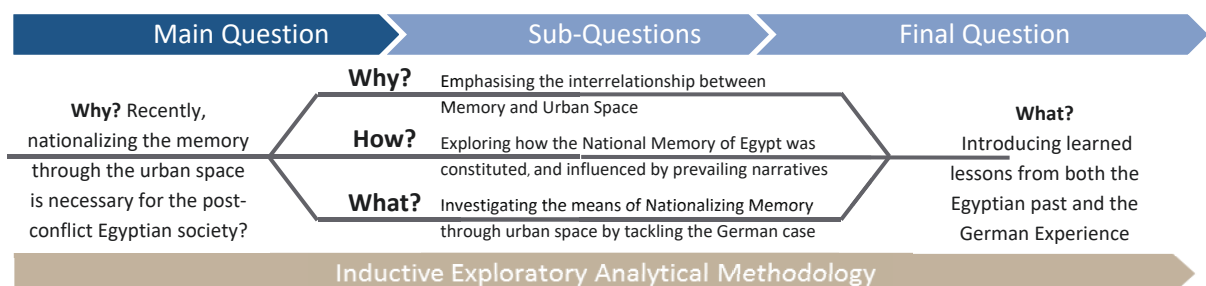 Main Question
Sub-Questions
Final Question
Why? Recently,
nationalizing the memory
through the urban space
is necessary for the post-
conflict Egyptian society?
Why?
Emphasising the interrelationship between
Memory and Urban Space
How?
Exploring how the National Memory of Egypt was
constituted, and influenced by prevailing narratives
What?
Investigating the means of Nationalizing Memory
through urban space by tackling the German case
What?
Introducing learned
lessons from both the
Egyptian past and the
German Experience
Inductive Exploratory Analytical Methodology